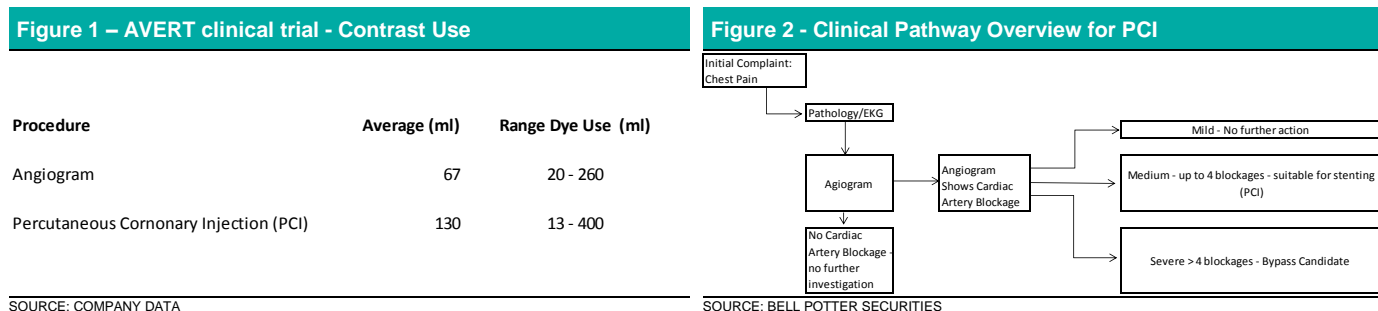 Figure 1 – AVERT clinical trial - Contrast Use
Procedure Average (ml) Range Dye Use (ml)
Angiogram 67 20 - 260
Percutaneous Cornonary Injection (PCI) 130 13 - 400
SOURCE: COMPANY DATA
Figure 2 - Clinical Pathway Overview for PCI
Initial Complaint:
Chest Pain
Pathology/EKG
Agiogram
No Cardiac
Artery Blockage -
no further
investigation
Angiogram
Shows Cardiac
Artery Blockage
Mild - No further action
Medium - up to 4 blockages - suitable for stenting
(PCI)
Severe > 4 blockages - Bypass Candidate
SOURCE: BELL POTTER SECURITIES